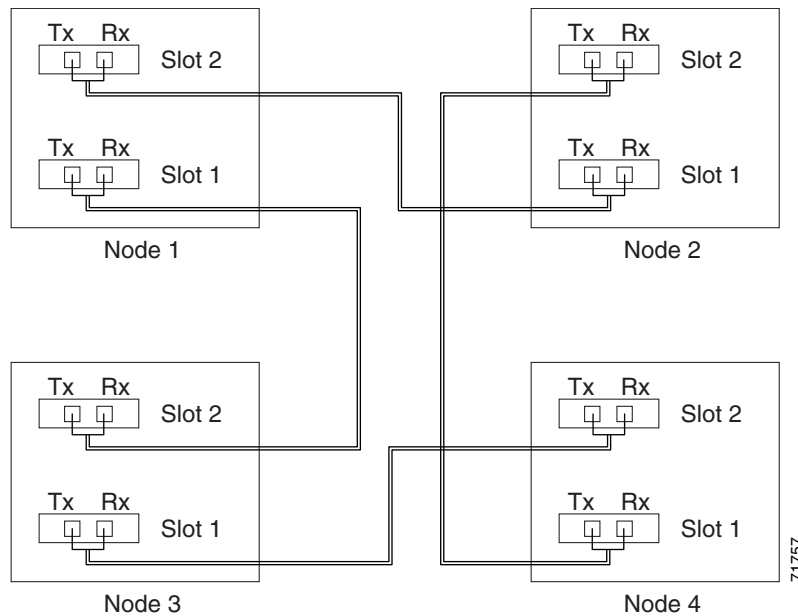 Tx Rx
Slot 2
Tx Rx
Slot 1
Node 1
Tx Rx
Slot 2
Tx Rx
Slot 1
Node 2
Tx Rx
Slot 2
Tx Rx
Slot 1
Node 3
Tx Rx
Slot 2
Tx Rx
Slot 1
Node 4
71757